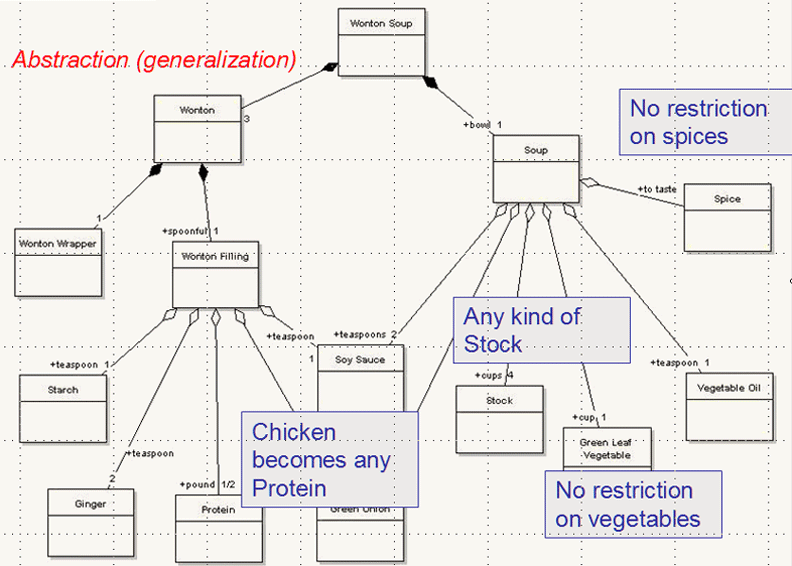 Wonton Soup
Abstraction (generalization)
Wonton
3
+bowl 1
Soup
No restriction
on spices
+to taste
Spice
1
+spoonful 1
Wonton Wrapper
Wonton Filling
+teaspoon
1
+teaspoons 2
Any kind of
Stock
+teaspoon 1
Starch
Soy Sauce
+cups 4
Stock
+teaspoon 1
Vegetable Oil
+cup 1
Green Leaf
Vegetable
+teaspoon
2
Chicken
becomes any
Protein
+pound 1/2
Ginger
Protein
Green Onion
No restriction
on vegetables